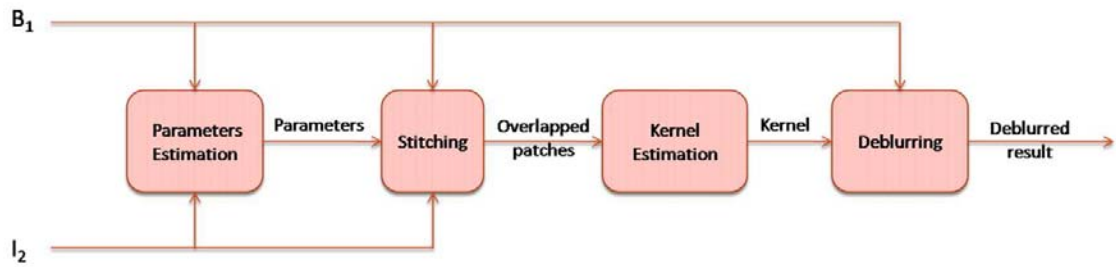 B₁
Parameters
Estimation
Parameters
Stitching
Overlapped
patches
Kernel
Estimation
Kernel
Deblurring
Deblurred
result
I₂